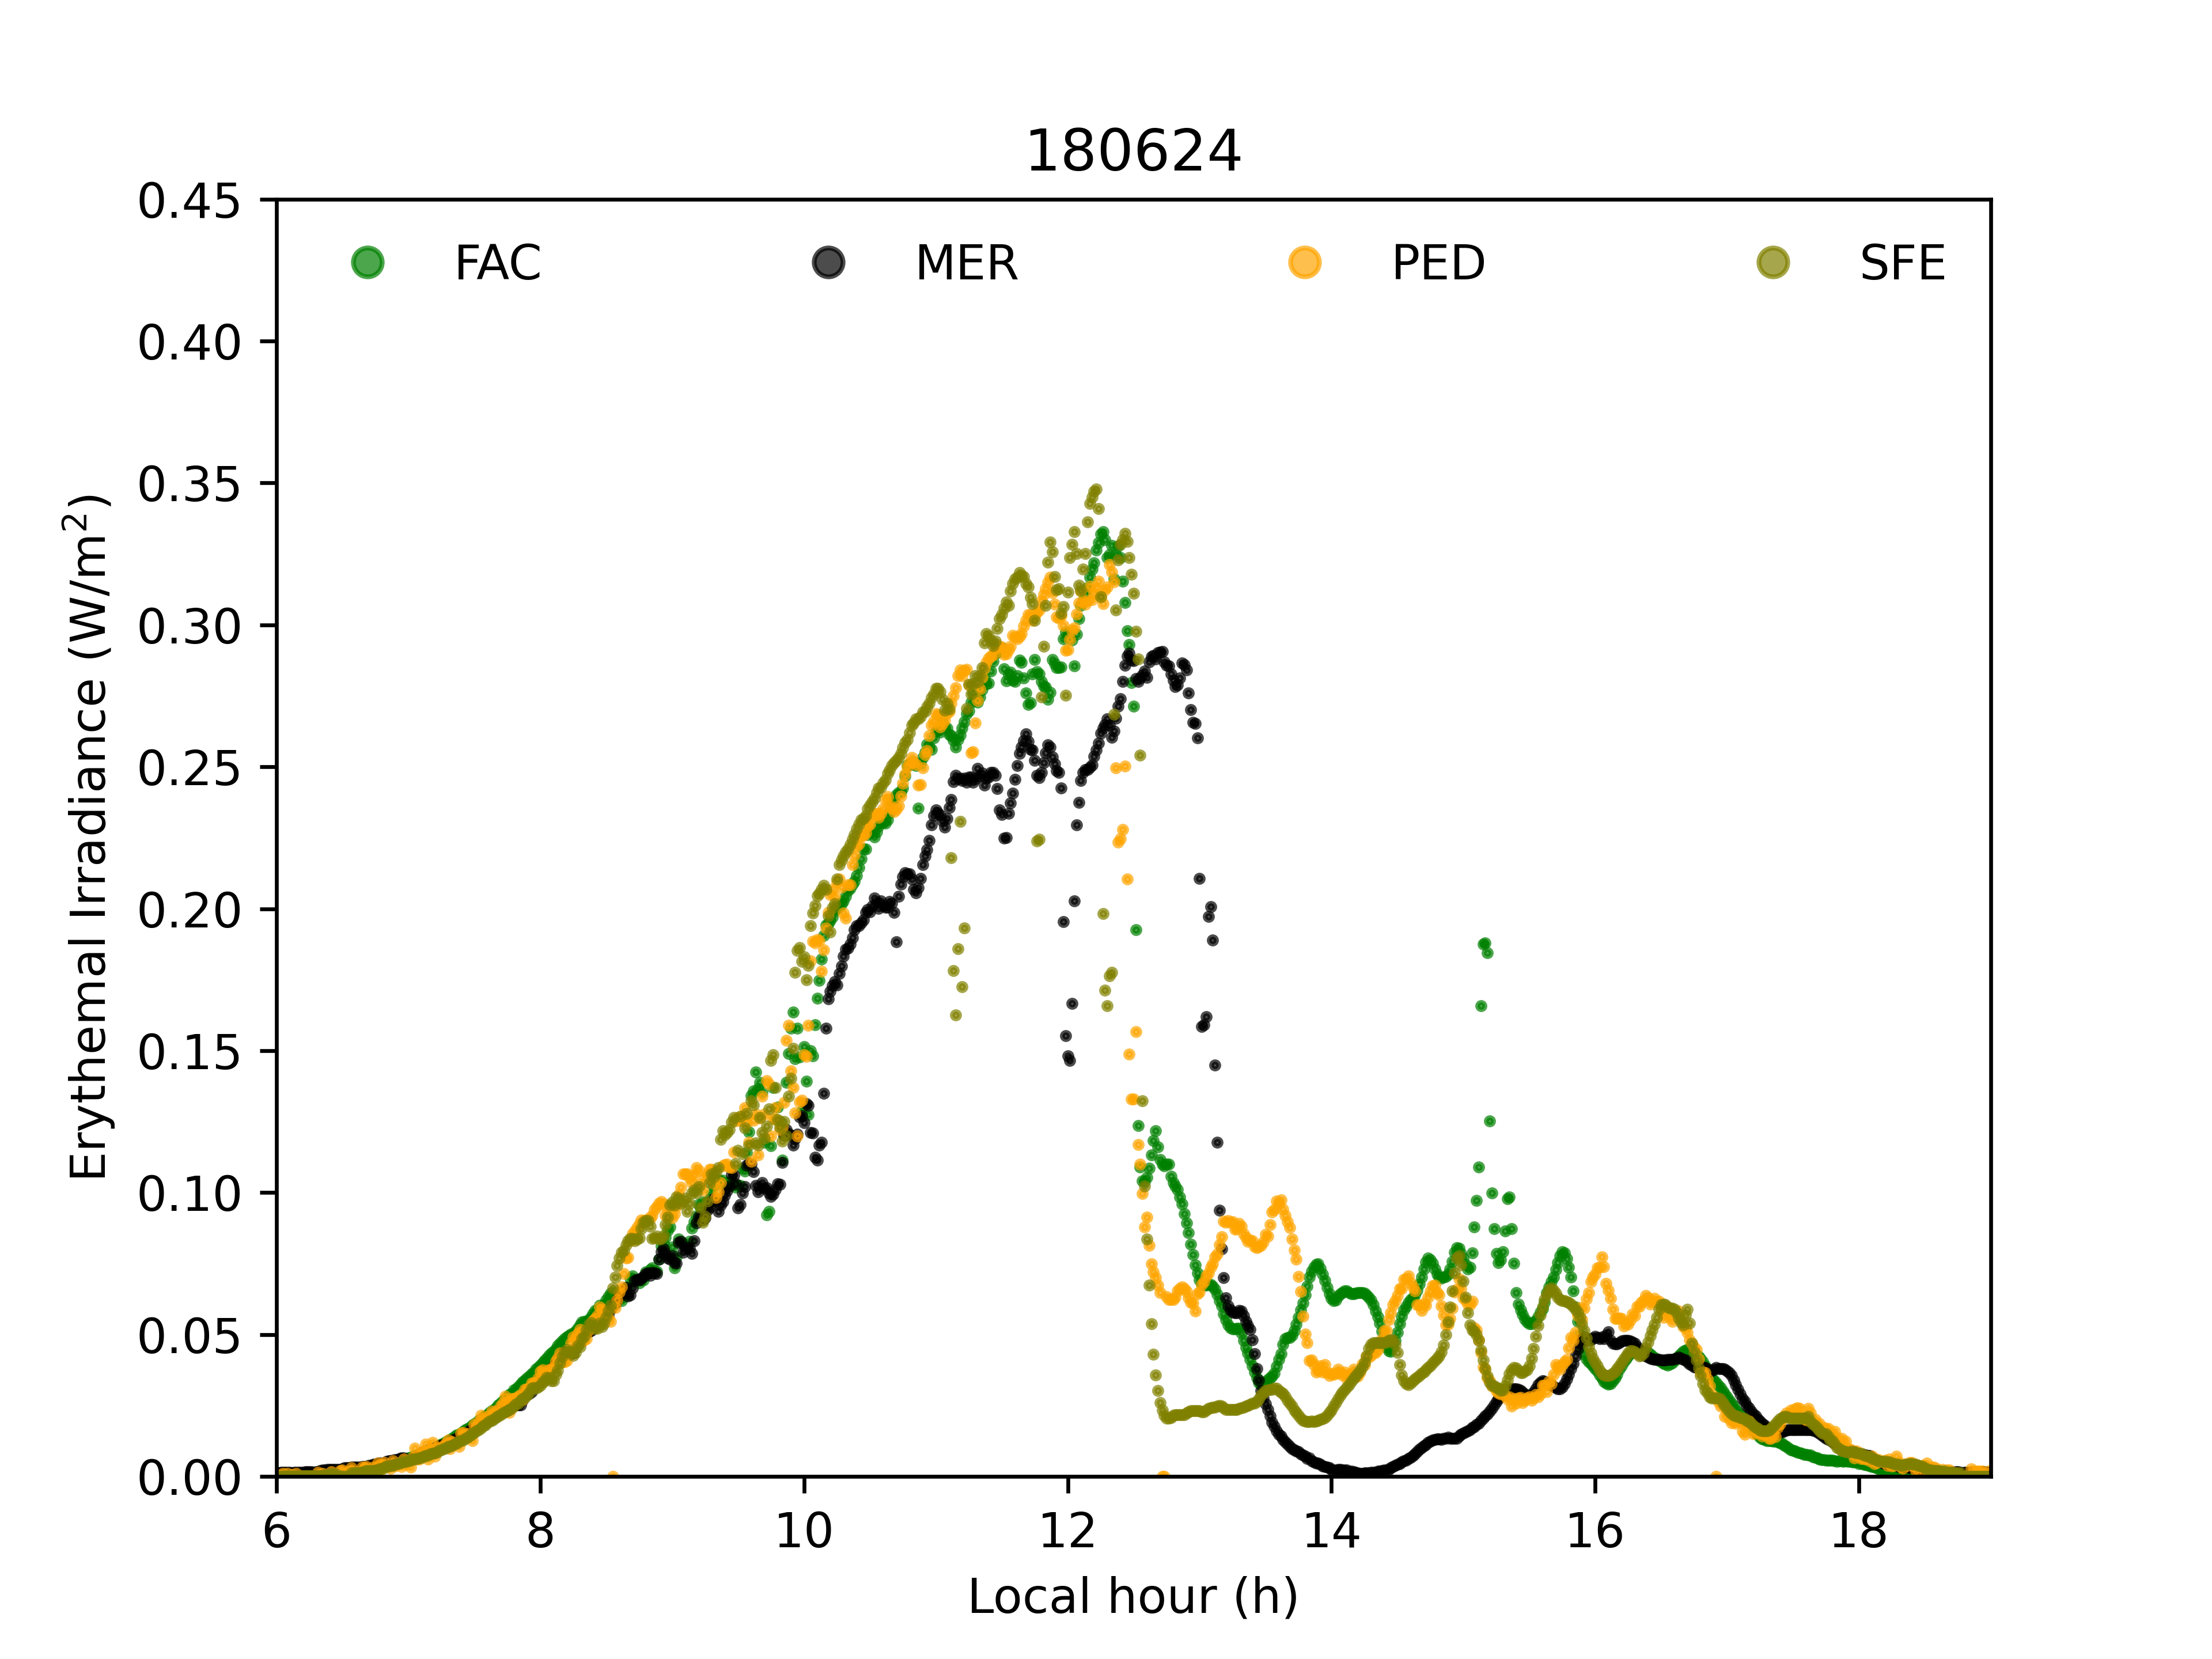 180624
FAC MER PED SFE
0.45
0.40
0.35
0.30
0.25
0.20
0.15
0.10
0.05
0.00
Erythemal Irradiance (W/m²)
6 8 10 12 14 16 18
Local hour (h)